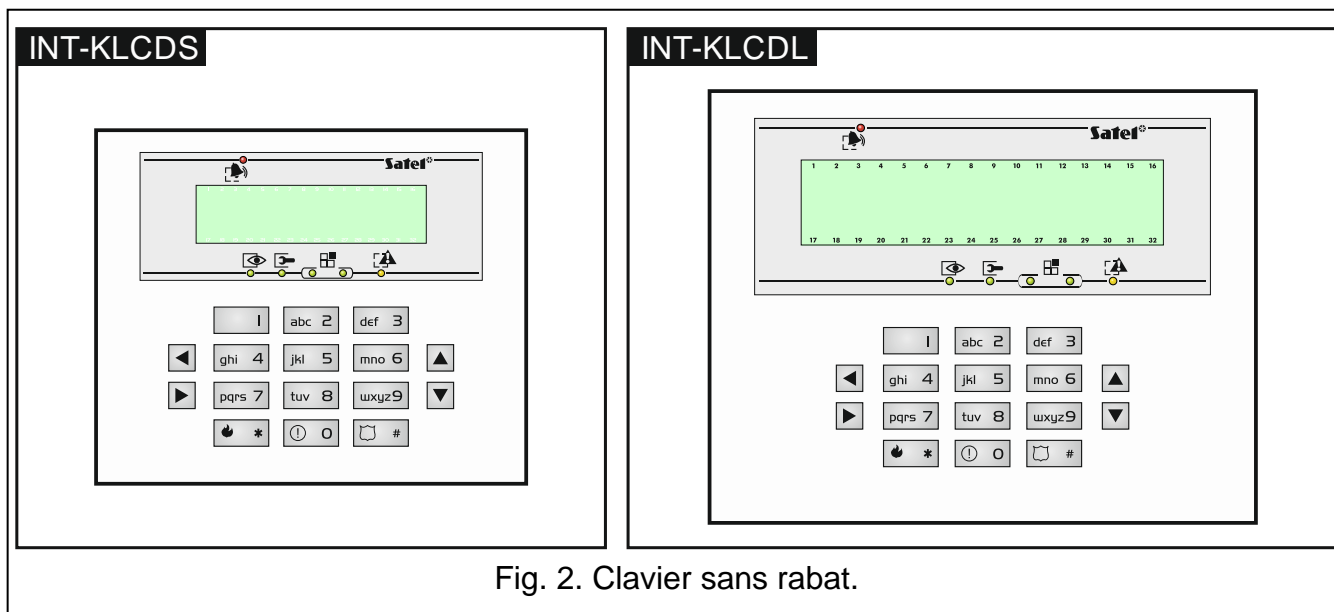 INT-KLCDS
Satel
1
abc 2
def 3
ghi 4
jkl 5
mno 6
pqrs 7
tuv 8
wxyz9
*
0
#
INT-KLCDL
Satel
1 2 3 4 5 6 7 8 9 10 11 12 13 14 15 16
17 18 19 20 21 22 23 24 25 26 27 28 29 30 31 32
1
abc 2
def 3
ghi 4
jkl 5
mno 6
pqrs 7
tuv 8
wxyz9
*
0
#
Fig. 2. Clavier sans rabat.